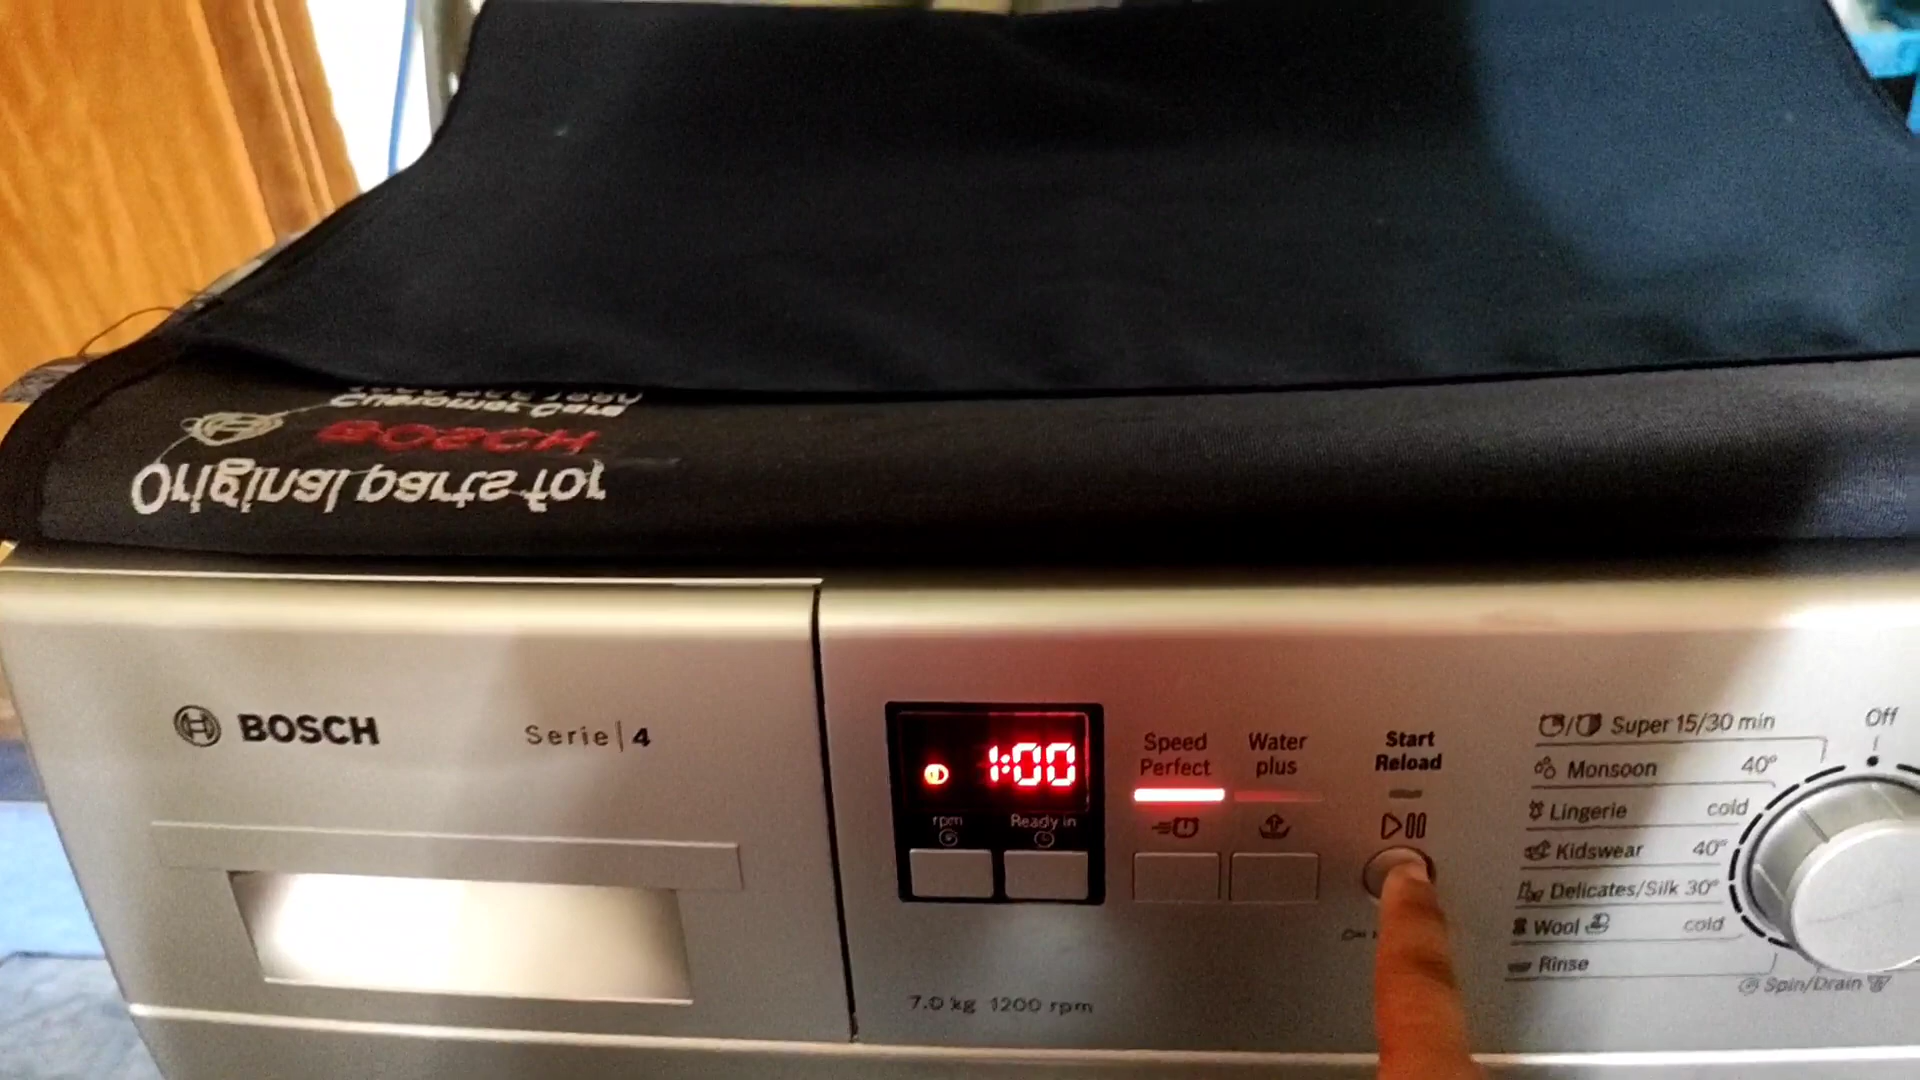 Customer Care
BOSCH
Original parts for
BOSCH
Serie | 4
1:00
rpm
Ready in
Speed
Perfect
Water
plus
Start
Reload
7.0 kg 1200 rpm
Super 15/30 min
Monsoon 40°
Lingerie cold
Kidswear 40°
Delicates/Silk 30°
Wool cold
Rinse
Spin/Drain
Off